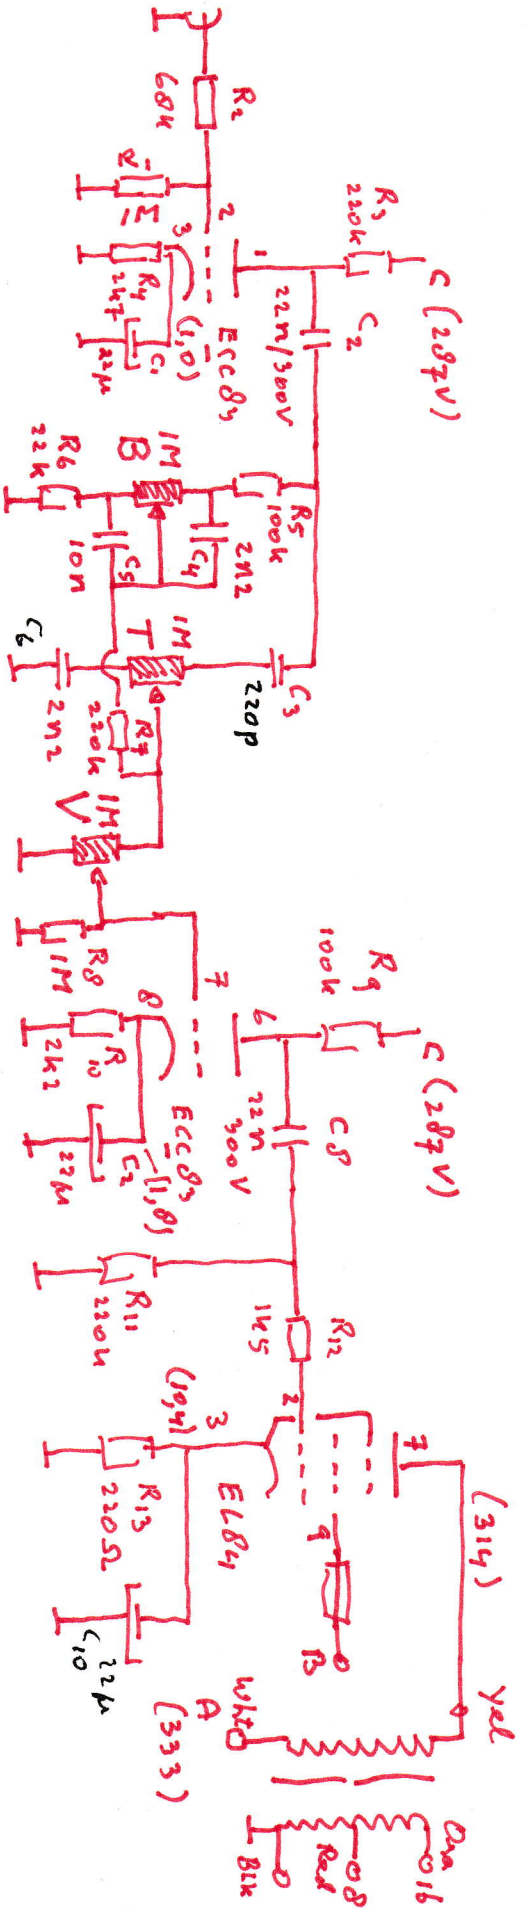 R2
68k
R1
1M
2
3
R4
2k7
C1
22µ
ECC83
(1,0)
1
R3
220k
C (287V)
C2
22n/300V
R5
100k
1M
B
C4
2n2
C5
10n
R6
22k
C3
220p
1M
T
C6
2n2
R7
220k
1M
V
R8
1M
7
8
R10
2k2
22µ
ECC83
(1,8)
6
R9
100k
C (287V)
C8
22n
300V
R11
220k
R12
1k5
2
3
(10,4)
R13
220Ω
C10
22µ
EL84
7
9
B
(314)
Yel
Wht
A
(333)
Ora
16
8
Red
0
Blk